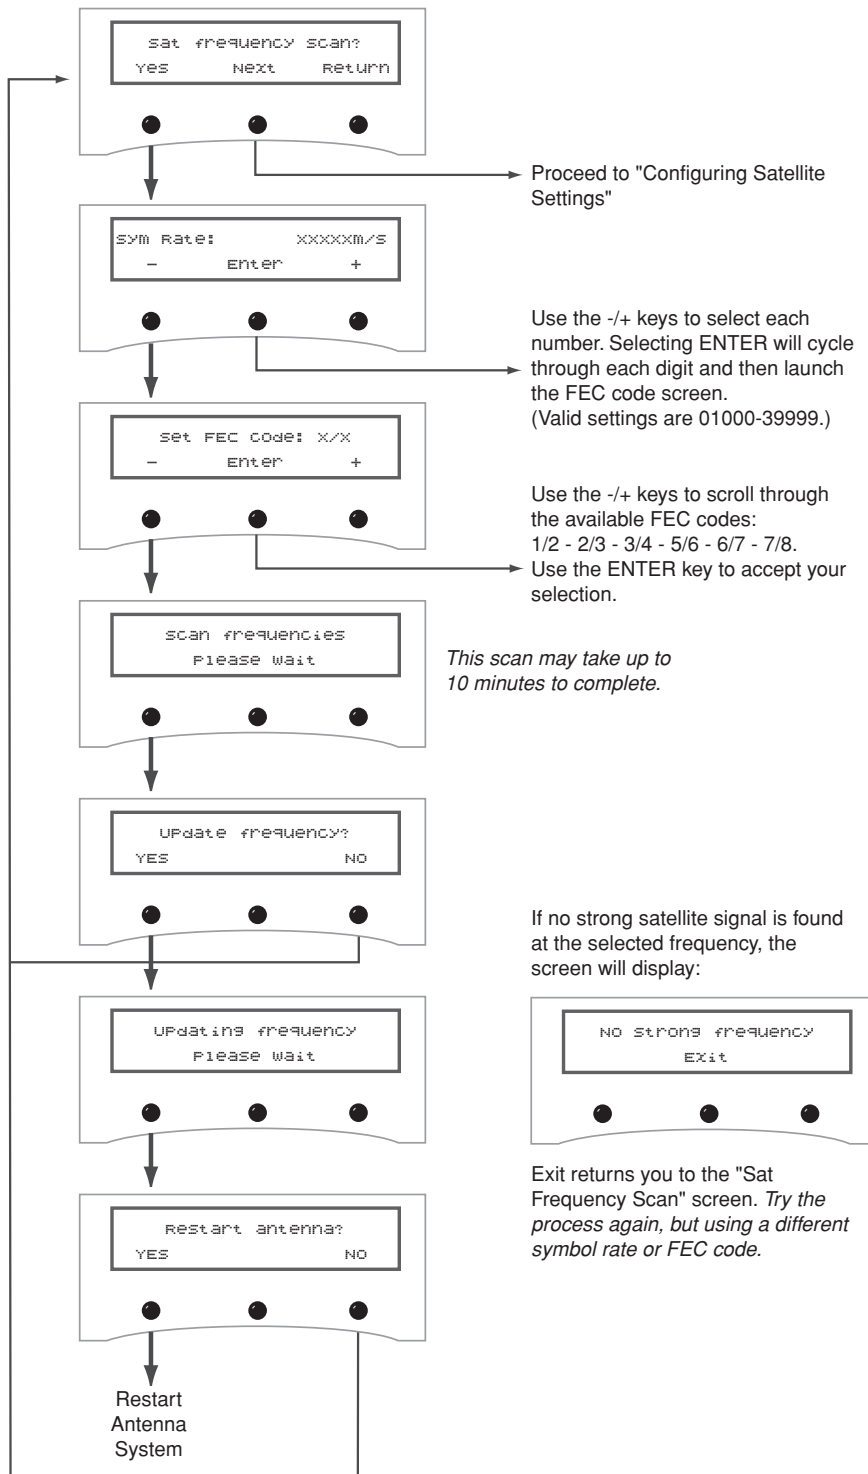 Sat frequency scan?
Yes Next Return
Proceed to "Configuring Satellite
Settings"
Sym Rate: XXXXXm/s
- Enter +
Use the -/+ keys to select each
number. Selecting ENTER will cycle
through each digit and then launch
the FEC code screen.
(Valid settings are 01000-39999.)
Set FEC Code: X/X
- Enter +
Use the -/+ keys to scroll through
the available FEC codes:
1/2 - 2/3 - 3/4 - 5/6 - 6/7 - 7/8.
Use the ENTER key to accept your
selection.
Scan frequencies
Please Wait
This scan may take up to
10 minutes to complete.
Update frequency?
YES NO
If no strong satellite signal is found
at the selected frequency, the
screen will display:
Updating frequency
Please Wait
No strong frequency
Exit
Exit returns you to the "Sat
Frequency Scan" screen. Try the
process again, but using a different
symbol rate or FEC code.
Restart antenna?
YES NO
Restart
Antenna
System